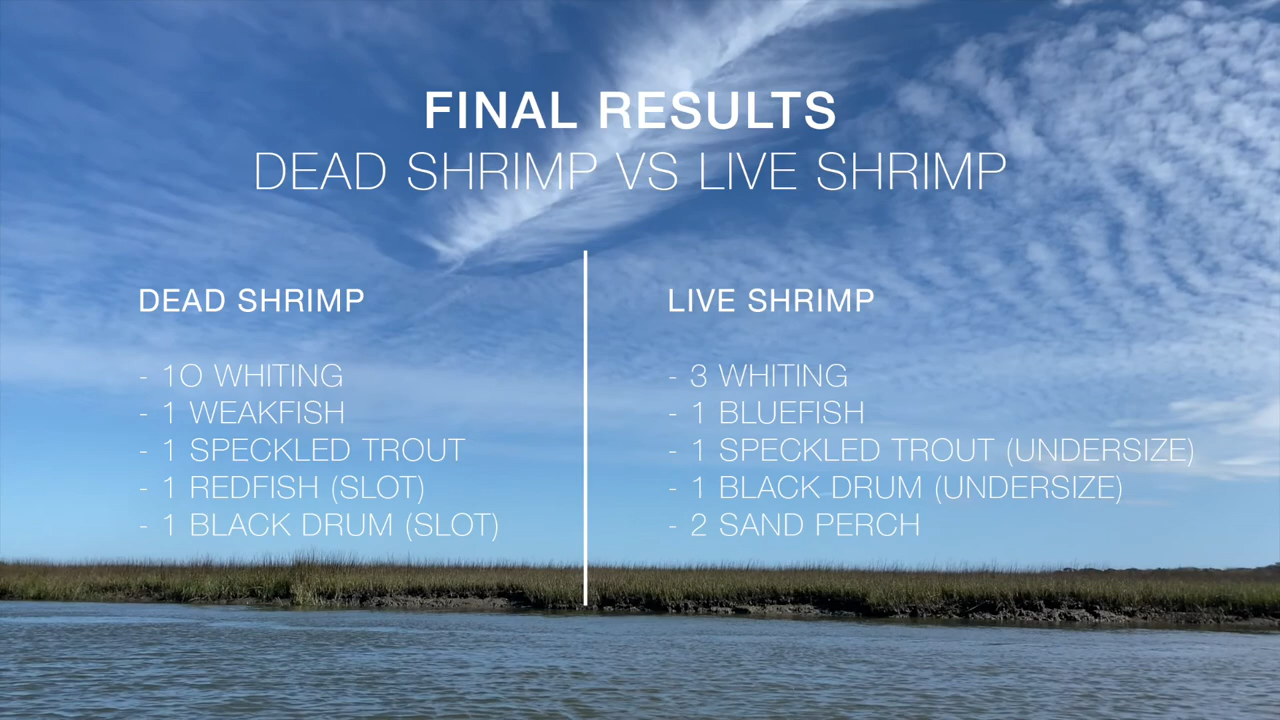 FINAL RESULTS
DEAD SHRIMP VS LIVE SHRIMP
DEAD SHRIMP
- 10 WHITING
- 1 WEAKFISH
- 1 SPECKLED TROUT
- 1 REDFISH (SLOT)
- 1 BLACK DRUM (SLOT)
LIVE SHRIMP
- 3 WHITING
- 1 BLUEFISH
- 1 SPECKLED TROUT (UNDERSIZE)
- 1 BLACK DRUM (UNDERSIZE)
- 2 SAND PERCH